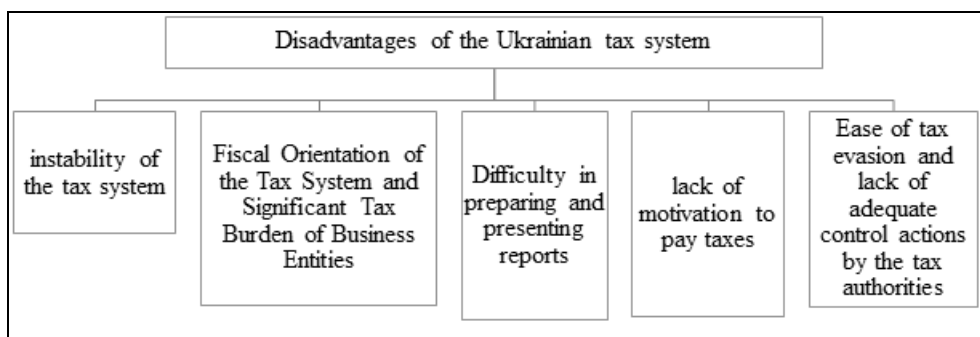 Disadvantages of the Ukrainian tax system
instability of
the tax system
Fiscal Orientation of
the Tax System and
Significant Tax
Burden of Business
Entities
Difficulty in
preparing and
presenting
reports
lack of
motivation to
pay taxes
Ease of tax
evasion and
lack of
adequate
control actions
by the tax
authorities